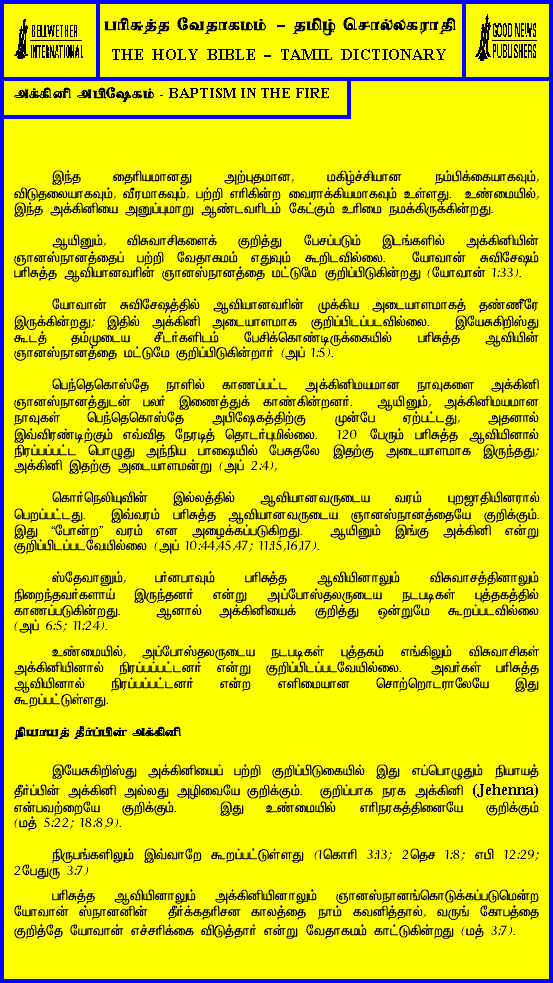 BELLWETHER
INTERNATIONAL
பரிசுத்த வேதாகமம் – தமிழ் சொல்லகராதி
THE HOLY BIBLE – TAMIL DICTIONARY
GOOD NEWS
PUBLISHERS
அக்கினி அபிஷேகம் - BAPTISM IN THE FIRE
இந்த தைரியமானது அற்புதமான, மகிழ்ச்சியான நம்பிக்கையாகவும்,
விடுதலையாகவும், வீரமாகவும், பற்றி எரிகின்ற வைராக்கியமாகவும் உள்ளது. உண்மையில்,
இந்த அக்கினியை அனுப்புமாறு ஆண்டவரிடம் கேட்கும் உரிமை நமக்கிருக்கின்றது.
ஆயினும், விசுவாசிகளைக் குறித்து பேசப்படும் இடங்களில் அக்கினியின்
ஞானஸ்நானத்தைப் பற்றி வேதாகமம் எதுவும் கூறிடவில்லை. யோவான் சுவிசேஷம்
பரிசுத்த ஆவியானவரின் ஞானஸ்நானத்தை மட்டுமே குறிப்பிடுகின்றது (யோவான் 1:33).
யோவான் சுவிசேஷத்தில் ஆவியானவரின் முக்கிய அடையாளமாகத் தண்ணீரே
இருக்கின்றது; இதில் அக்கினி அடையாளமாக குறிப்பிடப்படவில்லை. இயேசுகிறிஸ்து
கூடத் தம்முடைய சீடர்களிடம் பேசிக்கொண்டிருக்கையில் பரிசுத்த ஆவியின்
ஞானஸ்நானத்தை மட்டுமே குறிப்பிடுகின்றார் (அப் 1:5).
பெந்தெகொஸ்தே நாளில் காணப்பட்ட அக்கினிமயமான நாவுகளை அக்கினி
ஞானஸ்நானத்துடன் பலர் இணைத்துக் காண்கின்றனர். ஆயினும், அக்கினிமயமான
நாவுகள் பெந்தெகொஸ்தே அபிஷேகத்திற்கு முன்பே ஏற்பட்டது, அதனால்
இவ்விரண்டிற்கும் எவ்வித நேரடித் தொடர்புமில்லை. 120 பேரும் பரிசுத்த ஆவியினால்
நிரப்பப்பட்ட பொழுது அந்நிய பாஷையில் பேசுதலே இதற்கு அடையாளமாக இருந்தது;
அக்கினி இதற்கு அடையாளமன்று (அப் 2:4),
கொர்நெலியுவின் இல்லத்தில் ஆவியானவருடைய வரம் புறஜாதியினரால்
பெறப்பட்டது. இவ்வரம் பரிசுத்த ஆவியானவருடைய ஞானஸ்நானத்தையே குறிக்கும்.
இது "போன்ற" வரம் என அழைக்கப்படுகிறது. ஆயினும் இங்கு அக்கினி என்று
குறிப்பிடப்படவேயில்லை (அப் 10:44,45,47; 11:15,16,17).
ஸ்தேவானும், பர்னபாவும் பரிசுத்த ஆவியினாலும் விசுவாசத்தினாலும்
நிறைந்தவர்களாய் இருந்தனர் என்று அப்போஸ்தலருடைய நடபடிகள் புத்தகத்தில்
காணப்படுகின்றது. ஆனால் அக்கினியைக் குறித்து ஒன்றுமே கூறப்படவில்லை
(அப் 6:5; 11:24).
உண்மையில், அப்போஸ்தலருடைய நடபடிகள் புத்தகம் எங்கிலும் விசுவாசிகள்
அக்கினியினால் நிரப்பப்பட்டனர் என்று குறிப்பிடப்படவேயில்லை. அவர்கள் பரிசுத்த
ஆவியினால் நிரப்பப்பட்டனர் என்ற எளிமையான சொற்றொடராலேயே இது
கூறப்பட்டுள்ளது.
நியாயத் தீர்ப்பின் அக்கினி
இயேசுகிறிஸ்து அக்கினியைப் பற்றி குறிப்பிடுகையில் இது எப்பொழுதும் நியாயத்
தீர்ப்பின் அக்கினி அல்லது அழிவையே குறிக்கும். குறிப்பாக நரக அக்கினி (Jehenna)
என்பவற்றையே குறிக்கும். இது உண்மையில் எரிநரகத்தினையே குறிக்கும்
(மத் 5:22; 18:8,9).
நிருபங்களிலும் இவ்வாறே கூறப்பட்டுள்ளது (1கொரி 3:13; 2தெச 1:8; எபி 12:29;
2பேதுரு 3:7)
பரிசுத்த ஆவியினாலும் அக்கினியினாலும் ஞானஸ்நானங்கொடுக்கப்படுமென்ற
யோவான் ஸ்நானனின் தீர்க்கதரிசன காலத்தை நாம் கவனித்தால், வருங் கோபத்தை
குறித்தே யோவான் எச்சரிக்கை விடுத்தார் என்று வேதாகமம் காட்டுகின்றது (மத் 3:7).